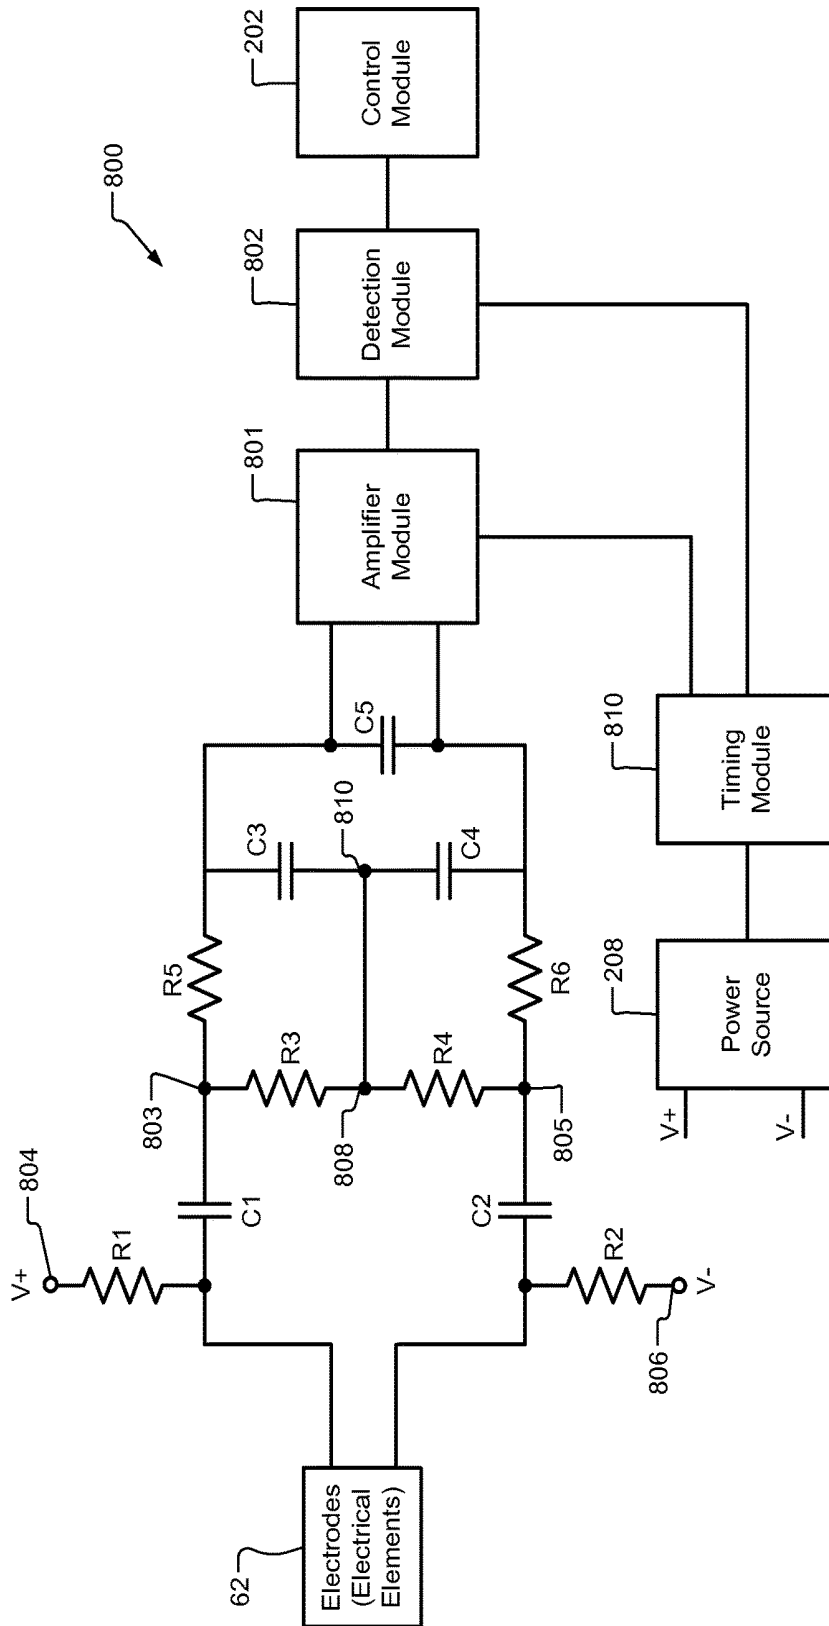 800
V+
804
R1
803
R5
C3
C5
801
802
202
62
Electrodes
(Electrical
Elements)
C1
R3
808
810
Amplifier
Module
Detection
Module
Control
Module
C2
R4
C4
805
R6
R2
806
V-
V+
V-
208
Power
Source
810
Timing
Module